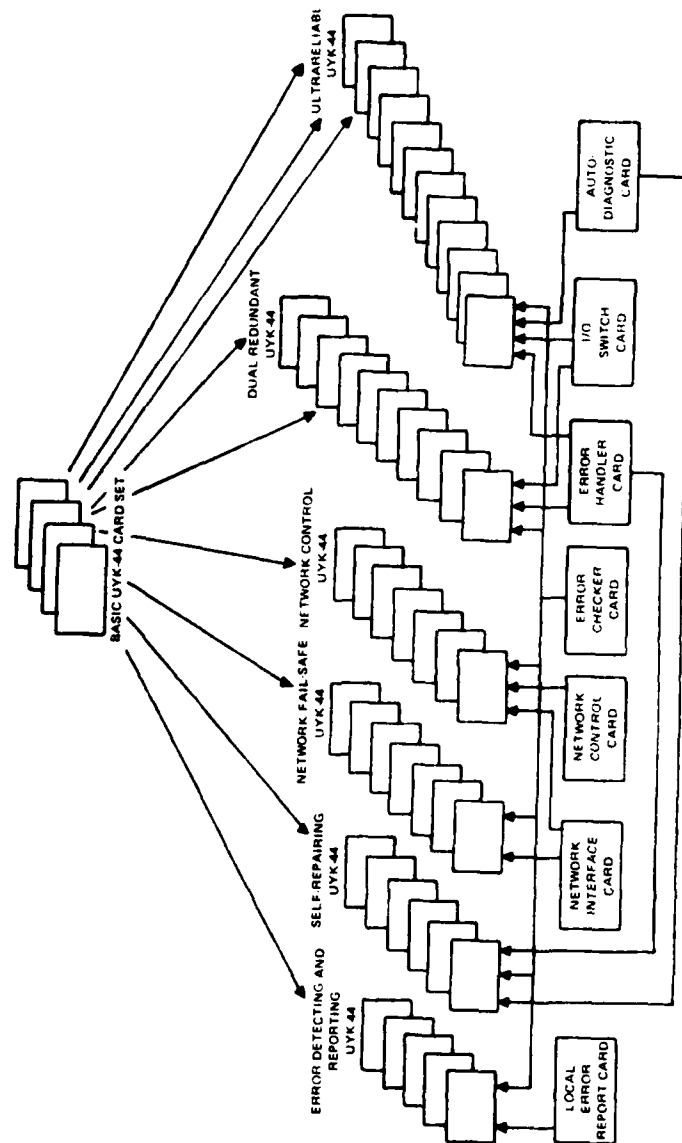 BASIC UYK-44 CARD SET
ERROR DETECTING AND
REPORTING
UYK-44
SELF-REPAIRING
UYK-44
NETWORK FAIL-SAFE
UYK-44
NETWORK CONTROL
UYK-44
DUAL REDUNDANT
UYK-44
ULTRARELIABLE
UYK-44
LOCAL
ERROR
REPORT CARD
NETWORK
INTERFACE
CARD
NETWORK
CONTROL
CARD
ERROR
CHECKER
CARD
ERROR
HANDLER
CARD
I/O
SWITCH
CARD
AUTO-
DIAGNOSTIC
CARD